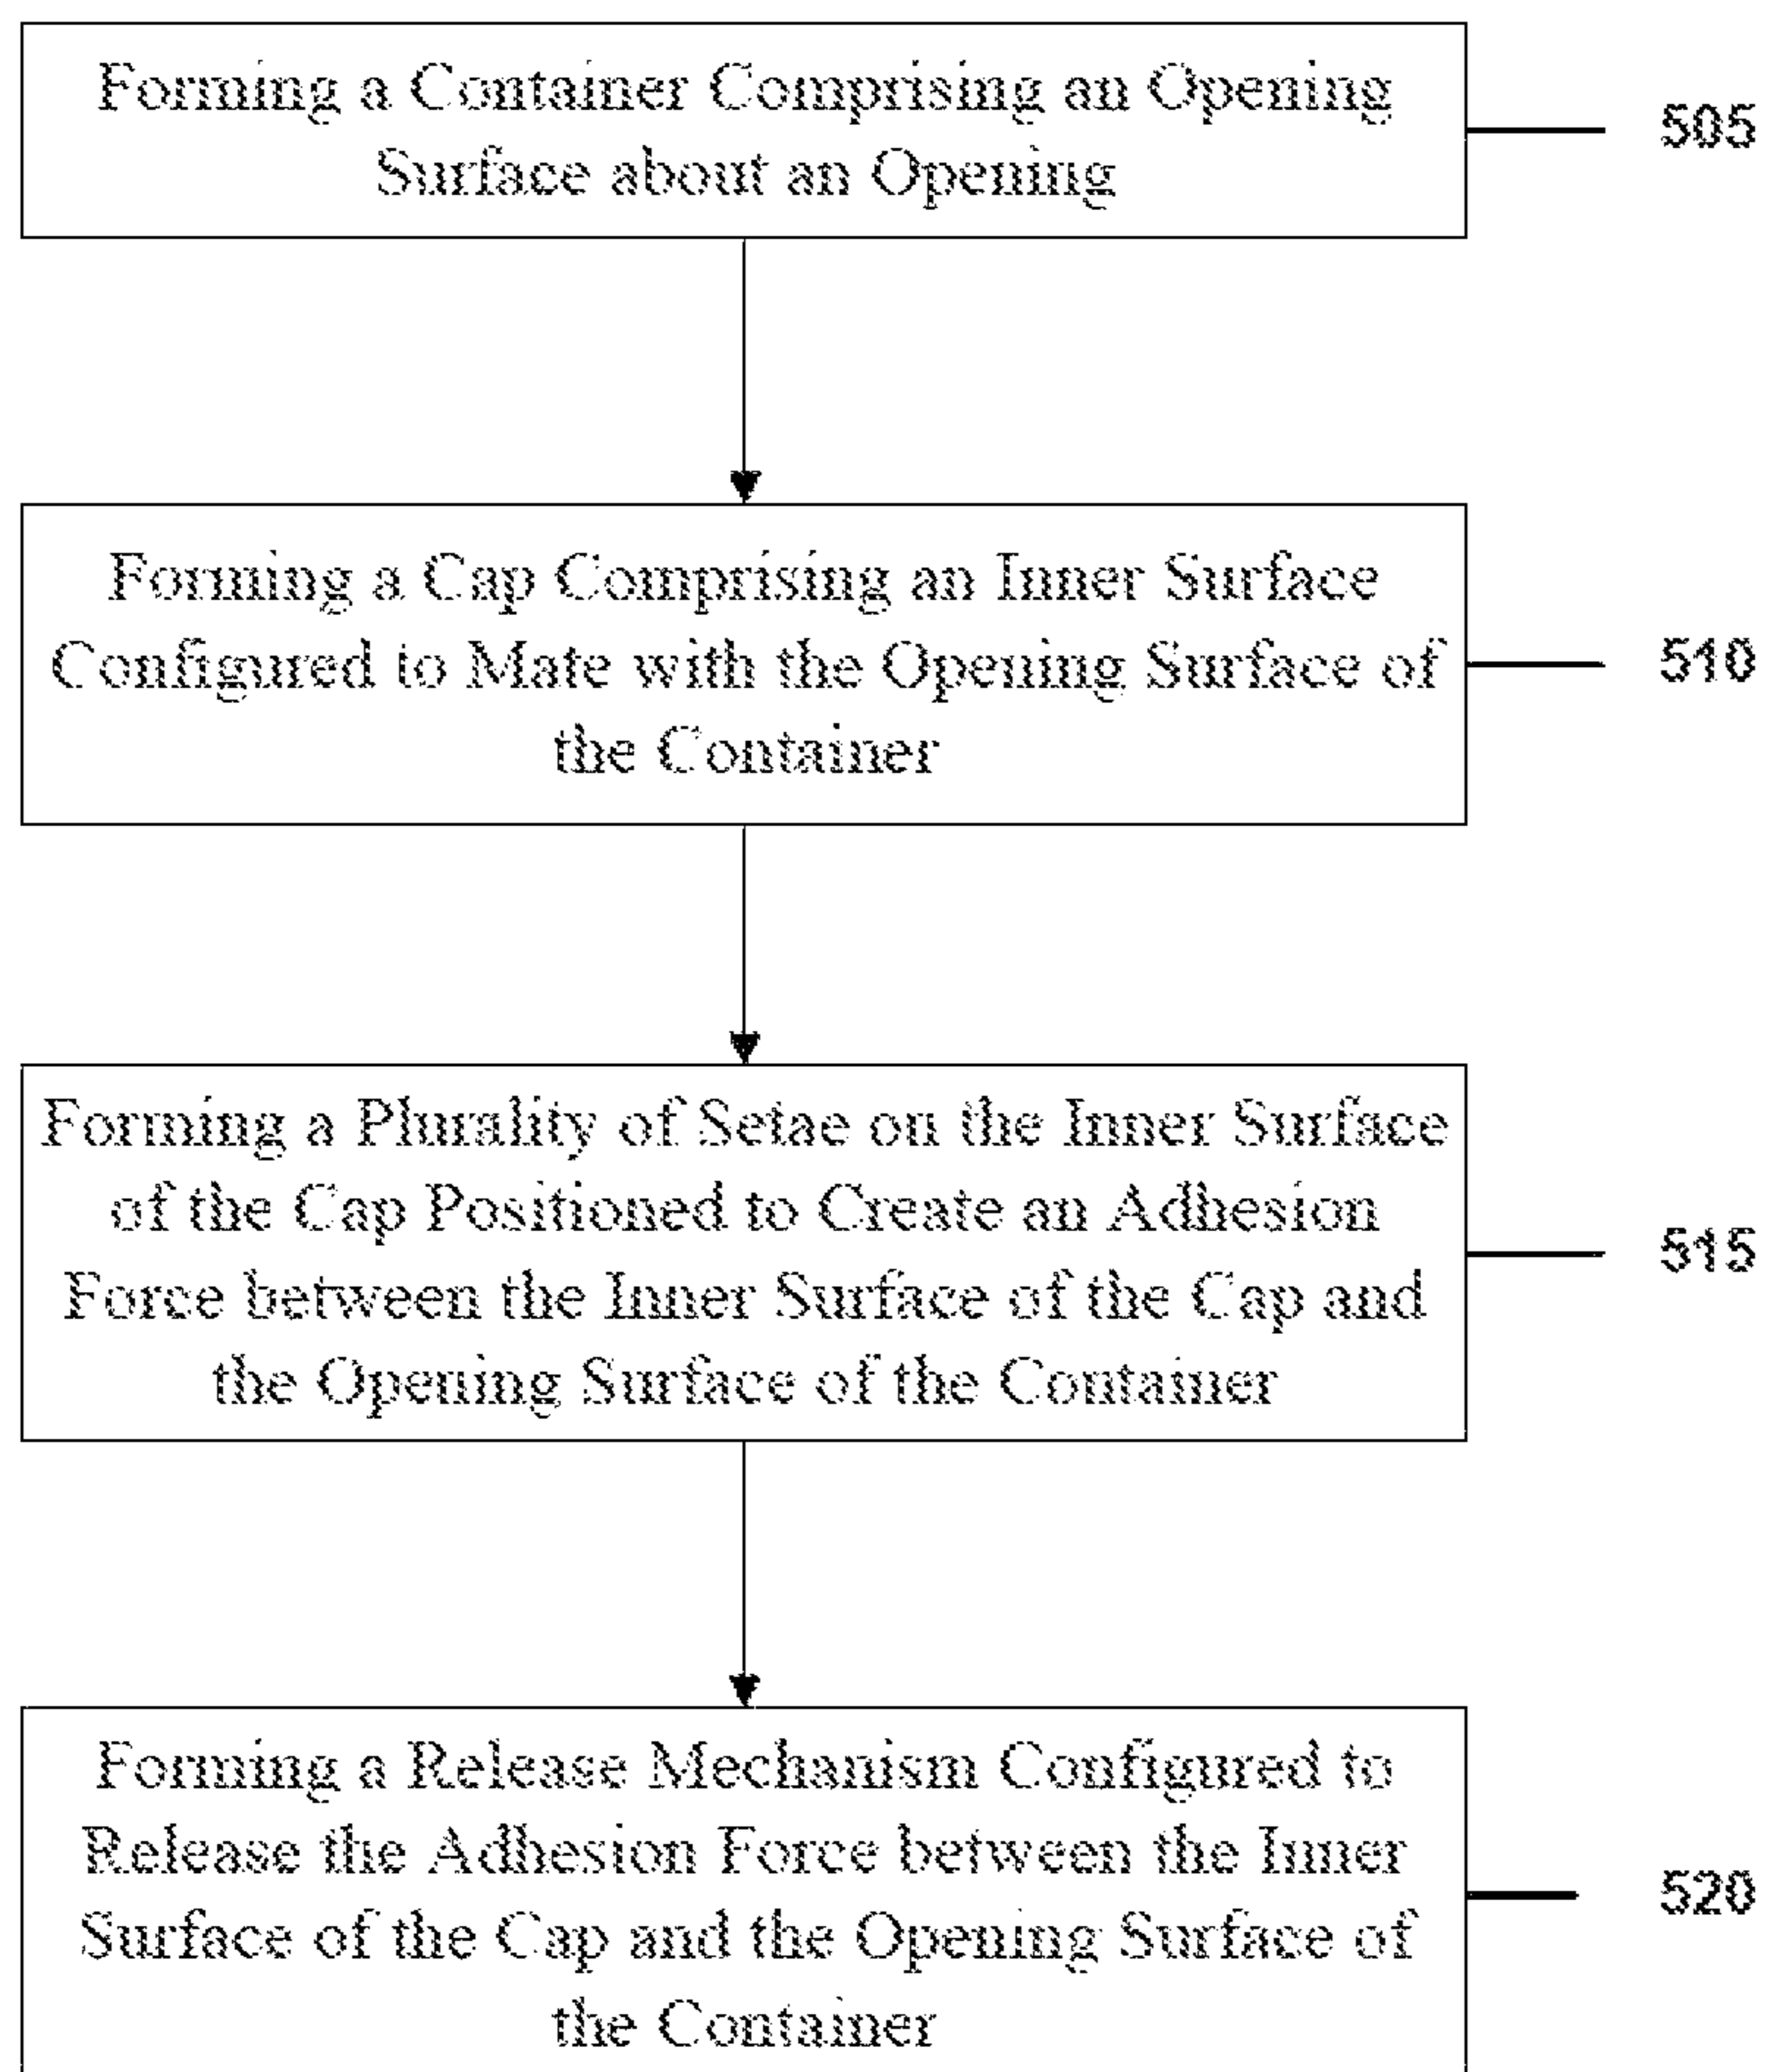 Forming a Container Comprising an Opening
Surface about an Opening
505
Forming a Cap Comprising an Inner Surface
Configured to Mate with the Opening Surface of
the Container
510
Forming a Plurality of Setae on the Inner Surface
of the Cap Positioned to Create an Adhesion
Force between the Inner Surface of the Cap and
the Opening Surface of the Container
515
Forming a Release Mechanism Configured to
Release the Adhesion Force between the Inner
Surface of the Cap and the Opening Surface of
the Container
520